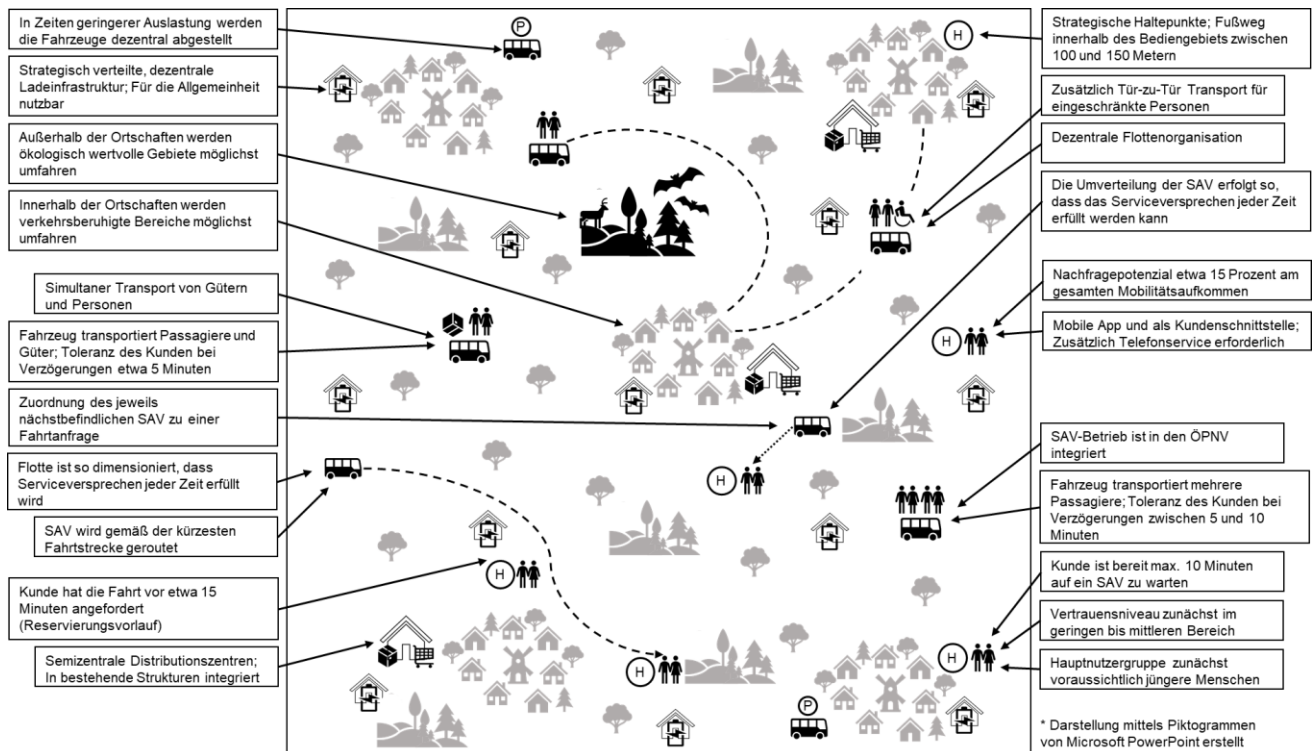 In Zeiten geringerer Auslastung werden
die Fahrzeuge dezentral abgestellt
Strategisch verteilte, dezentrale
Ladeinfrastruktur; Für die Allgemeinheit
nutzbar
Außerhalb der Ortschaften werden
ökologisch wertvolle Gebiete möglichst
umfahren
Innerhalb der Ortschaften werden
verkehrsberuhigte Bereiche möglichst
umfahren
Simultaner Transport von Gütern
und Personen
Fahrzeug transportiert Passagiere und
Güter; Toleranz des Kunden bei
Verzögerungen etwa 5 Minuten
Zuordnung des jeweils
nächstbefindlichen SAV zu einer
Fahrtanfrage
Flotte ist so dimensioniert, dass
Serviceversprechen jeder Zeit erfüllt
wird
SAV wird gemäß der kürzesten
Fahrtstrecke geroutet
Kunde hat die Fahrt vor etwa 15
Minuten angefordert
(Reservierungsvorlauf)
Semizentrale Distributionszentren;
In bestehende Strukturen integriert
P
H
H
H
H
H
H
P
Strategische Haltepunkte; Fußweg
innerhalb des Bediengebiets zwischen
100 und 150 Metern
Zusätzlich Tür-zu-Tür Transport für
eingeschränkte Personen
Dezentrale Flottenorganisation
Die Umverteilung der SAV erfolgt so,
dass das Serviceversprechen jeder Zeit
erfüllt werden kann
Nachfragepotenzial etwa 15 Prozent am
gesamten Mobilitätsaufkommen
Mobile App und als Kundenschnittstelle;
Zusätzlich Telefonservice erforderlich
SAV-Betrieb ist in den ÖPNV
integriert
Fahrzeug transportiert mehrere
Passagiere; Toleranz des Kunden bei
Verzögerungen zwischen 5 und 10
Minuten
Kunde ist bereit max. 10 Minuten
auf ein SAV zu warten
Vertrauensniveau zunächst im
geringen bis mittleren Bereich
Hauptnutzergruppe zunächst
voraussichtlich jüngere Menschen
* Darstellung mittels Piktogrammen
von Microsoft PowerPoint erstellt